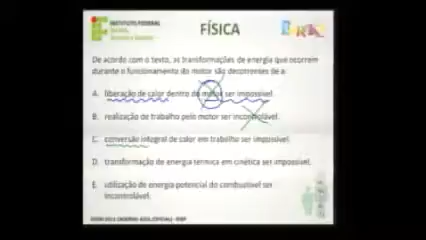 INSTITUTO FEDERAL
FÍSICA
De acordo com o texto, as transformações de energia que ocorrem
durante o funcionamento do motor são decorrentes de a:
A. liberação de calor dentro do motor ser impossível.
B. realização de trabalho pelo motor ser incontrolável.
C. conversão integral de calor em trabalho ser impossível.
D. transformação de energia térmica em cinética ser impossível.
E. utilização de energia potencial do combustível ser
incontrolável.